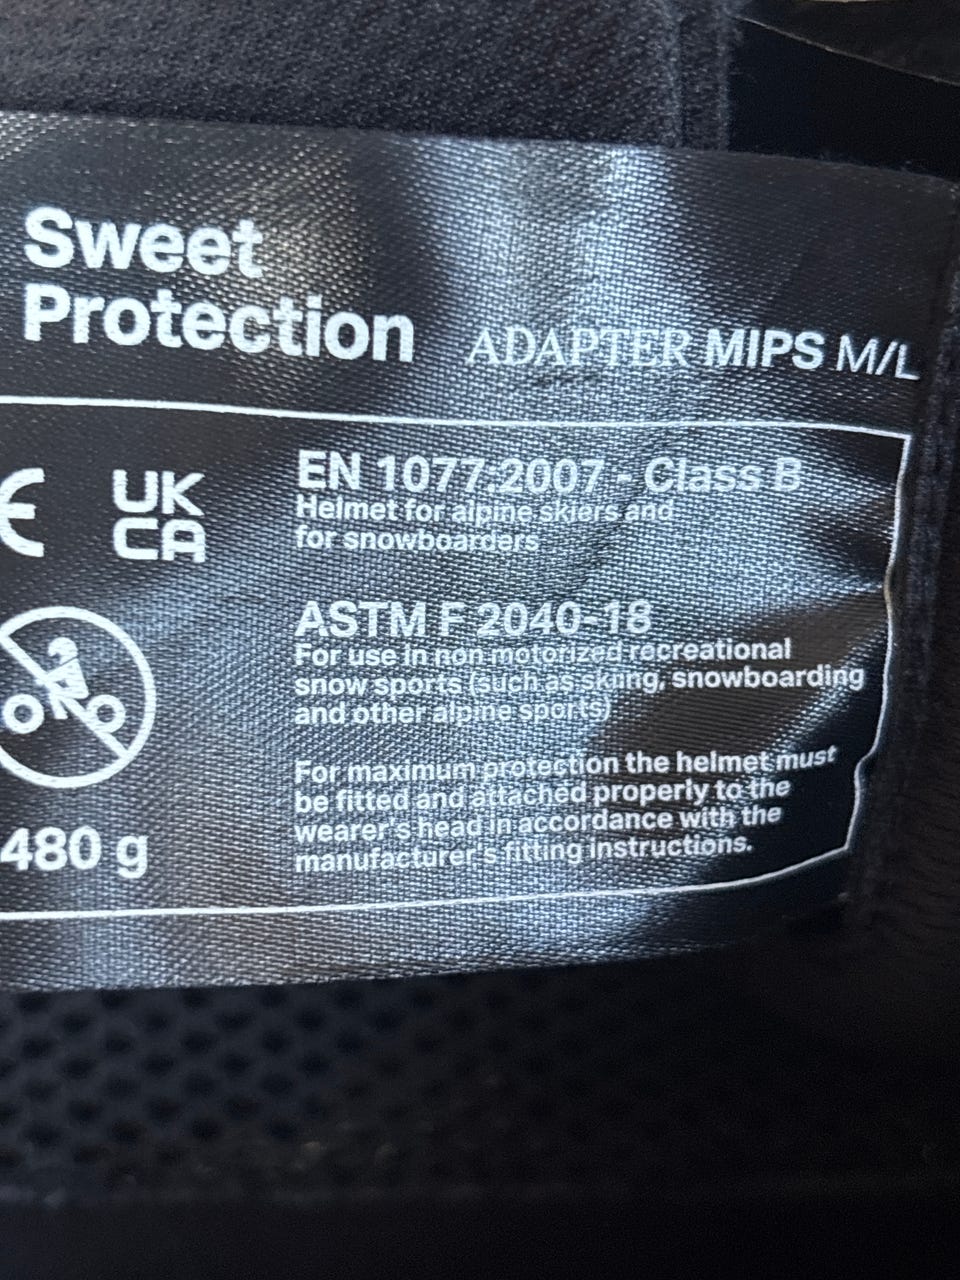 Sweet
Protection
ADAPTER MIPS M/L
CE
UK
CA
EN 1077:2007 - Class B
Helmet for alpine skiers and
for snowboarders
ASTM F 2040-18
For use in non motorized recreational
snow sports (such as skiing, snowboarding
and other alpine sports)
480 g
For maximum protection the helmet must
be fitted and attached properly to the
wearer's head in accordance with the
manufacturer's fitting instructions.